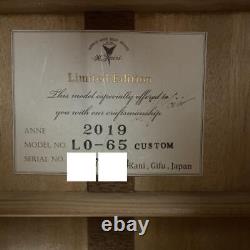 S. Yairi
Limited Edition
This model especially offered to
you with our craftsmanship.
ANNE 2019
MODEL NO. LO-65 CUSTOM
SERIAL NO. Kani, Gifu, Japan